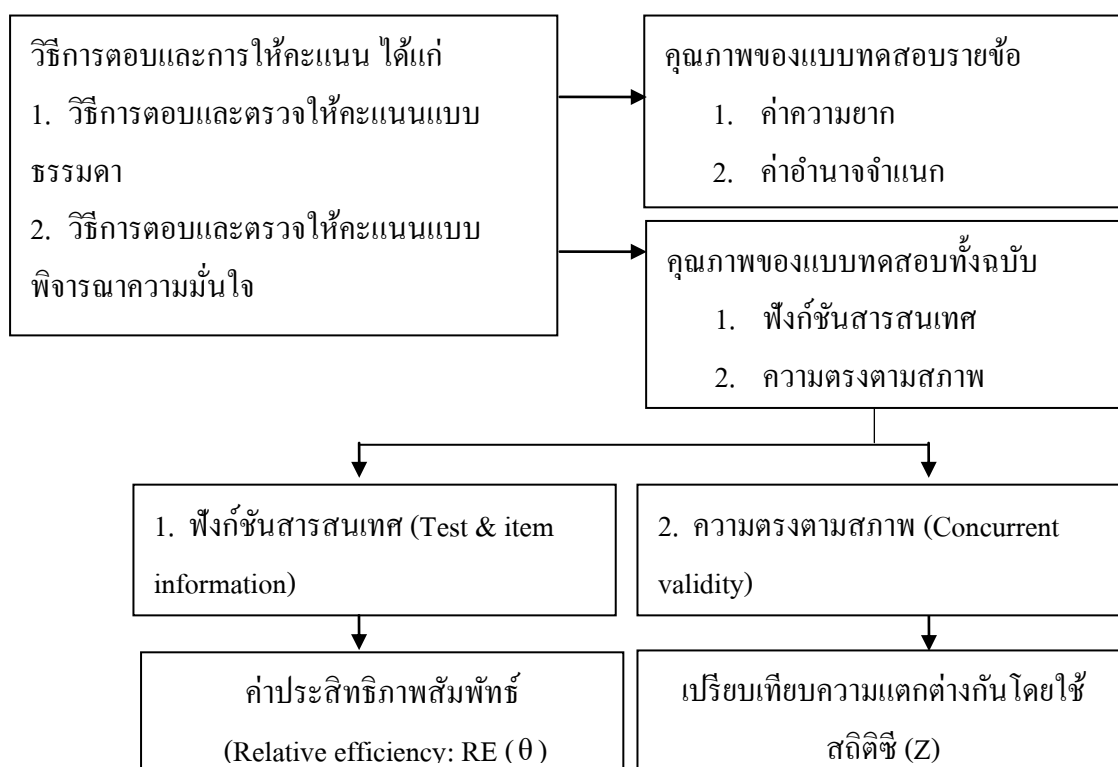 วิธีการตอบและการให้คะแนน ได้แก่
1. วิธีการตอบและตรวจให้คะแนนแบบ
ธรรมดา
2. วิธีการตอบและตรวจให้คะแนนแบบ
พิจารณาความมั่นใจ
คุณภาพของแบบทดสอบรายข้อ
1. ค่าความยาก
2. ค่าอำนาจจำแนก
คุณภาพของแบบทดสอบทั้งฉบับ
1. ฟังก์ชันสารสนเทศ
2. ความตรงตามสภาพ
1. ฟังก์ชันสารสนเทศ (Test & item
information)
2. ความตรงตามสภาพ (Concurrent
validity)
ค่าประสิทธิภาพสัมพัทธ์
(Relative efficiency: RE (θ)
เปรียบเทียบความแตกต่างกันโดยใช้
สถิติซี (Z)